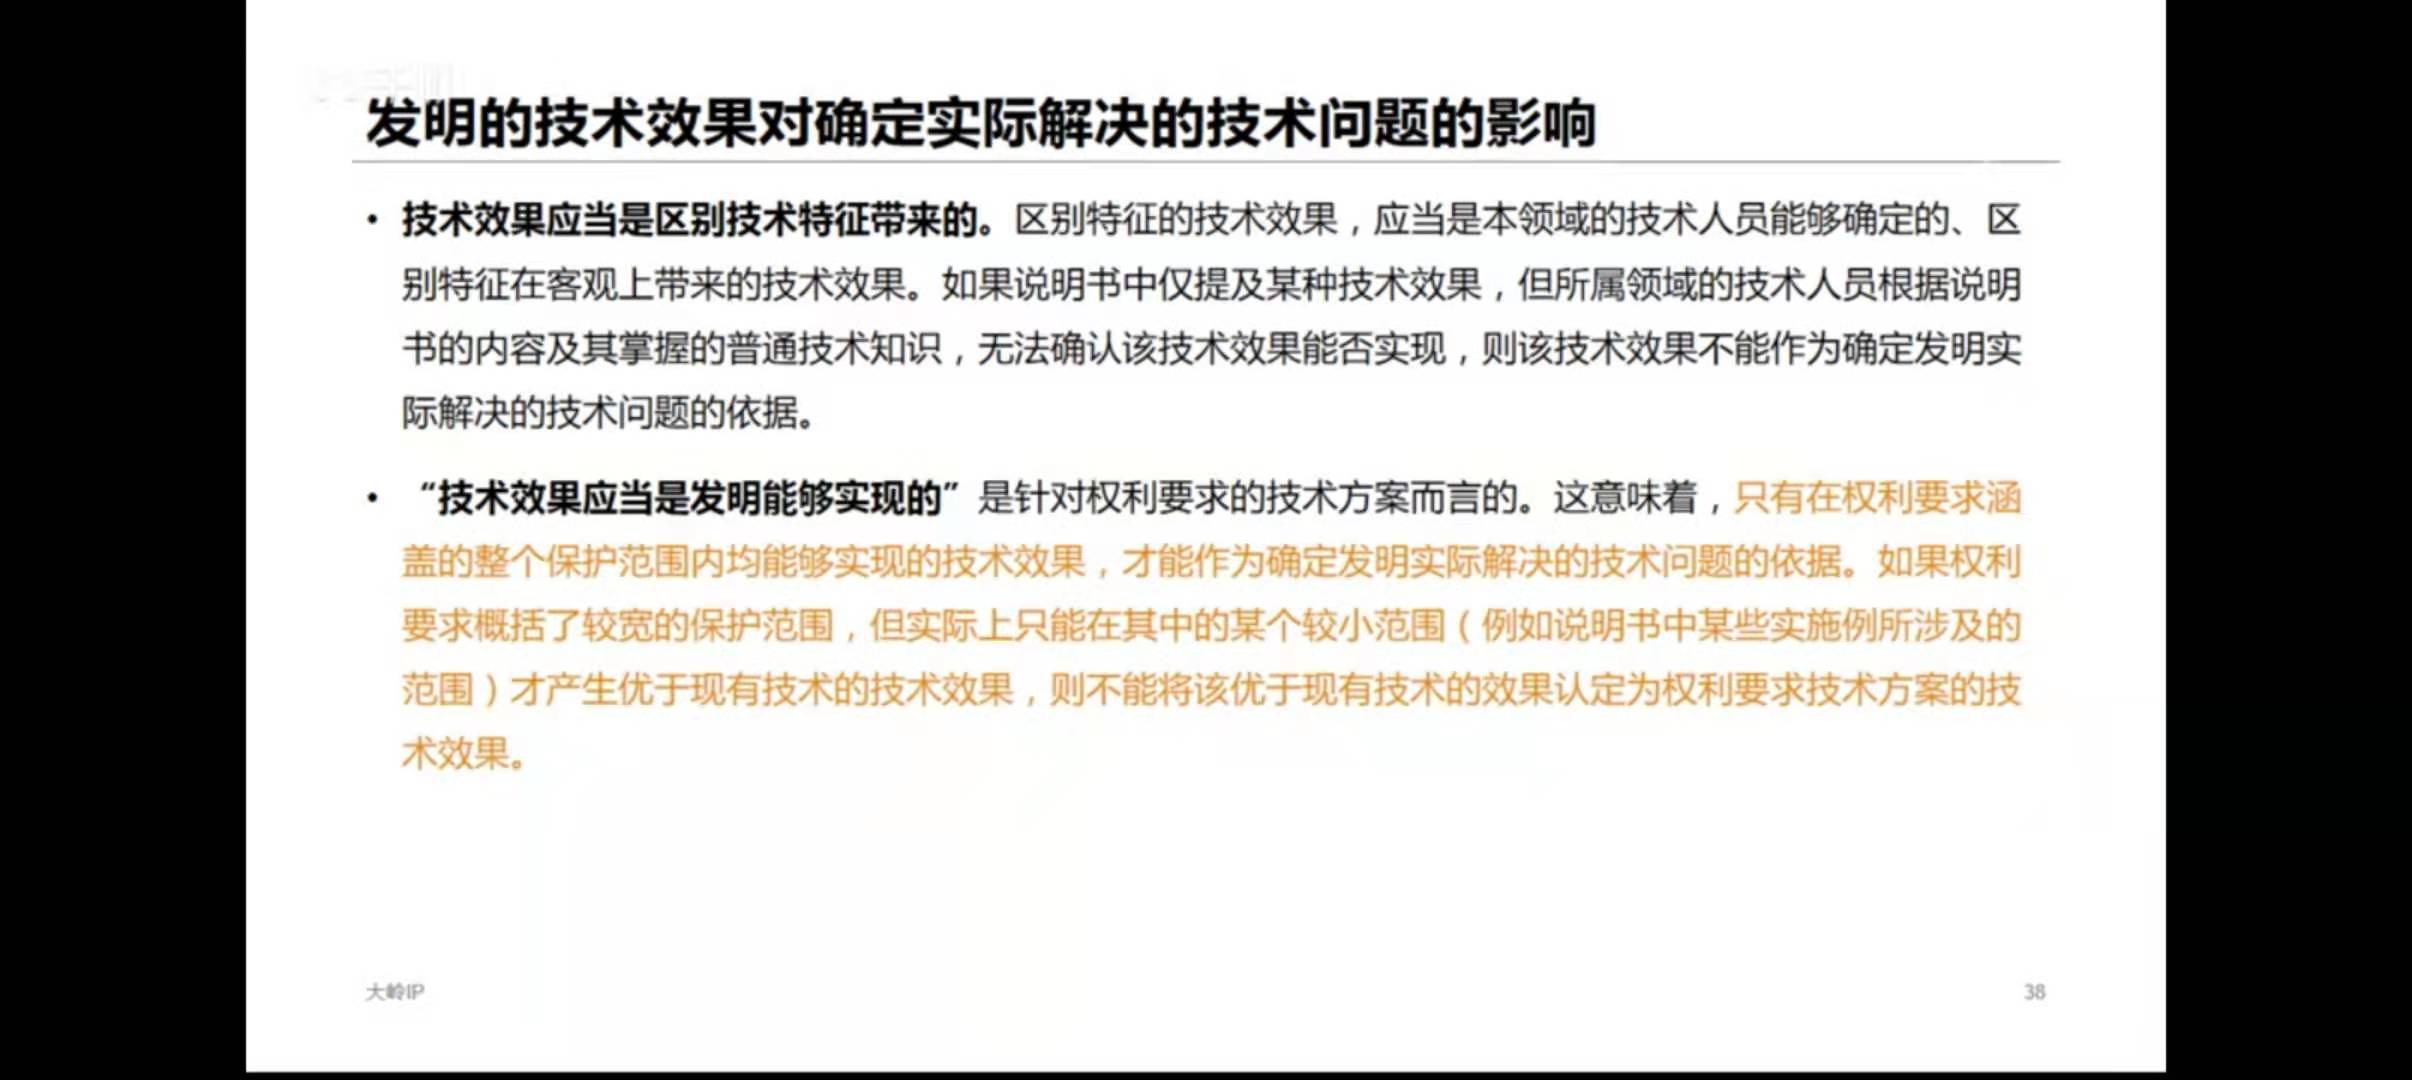 发明的技术效果对确定实际解决的技术问题的影响
• 技术效果应当是区别技术特征带来的。区别特征的技术效果，应当是本领域的技术人员能够确定的、区
别特征在客观上带来的技术效果。如果说明书中仅提及某种技术效果，但所属领域的技术人员根据说明
书的内容及其掌握的普通技术知识，无法确认该技术效果能否实现，则该技术效果不能作为确定发明实
际解决的技术问题的依据。
• “技术效果应当是发明能够实现的”是针对权利要求的技术方案而言的。这意味着，只有在权利要求涵
盖的整个保护范围内均能够实现的技术效果，才能作为确定发明实际解决的技术问题的依据。如果权利
要求概括了较宽的保护范围，但实际上只能在其中的某个较小范围（例如说明书中某些实施例所涉及的
范围）才产生优于现有技术的技术效果，则不能将该优于现有技术的效果认定为权利要求技术方案的技
术效果。
大岭IP
38